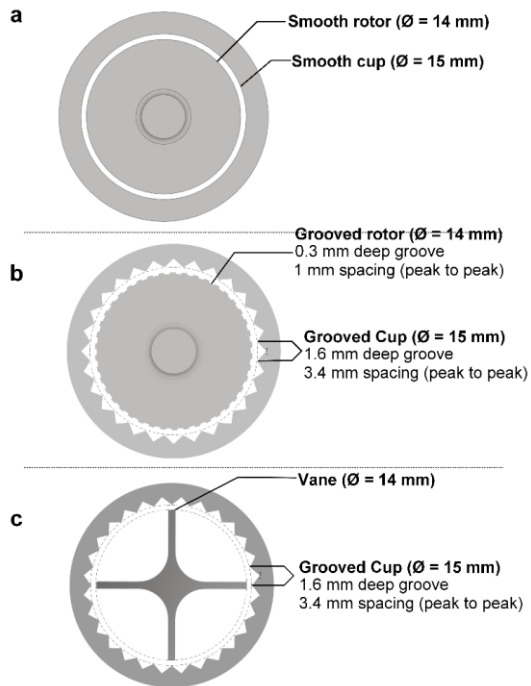 a
Smooth rotor (Ø = 14 mm)
Smooth cup (Ø = 15 mm)
Grooved rotor (Ø = 14 mm)
0.3 mm deep groove
1 mm spacing (peak to peak)
b
Grooved Cup (Ø = 15 mm)
1.6 mm deep groove
3.4 mm spacing (peak to peak)
Vane (Ø = 14 mm)
c
Grooved Cup (Ø = 15 mm)
1.6 mm deep groove
3.4 mm spacing (peak to peak)